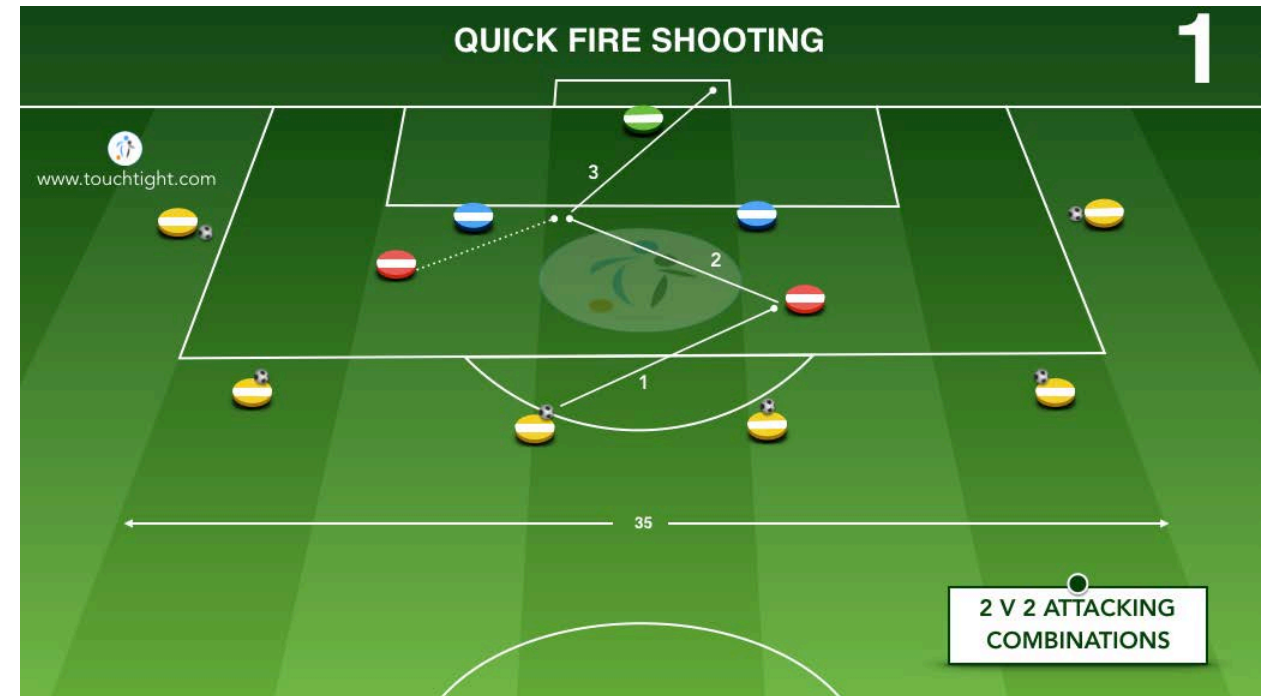 QUICK FIRE SHOOTING
1
www.touchtight.com
3
2
1
35
2 V 2 ATTACKING
COMBINATIONS